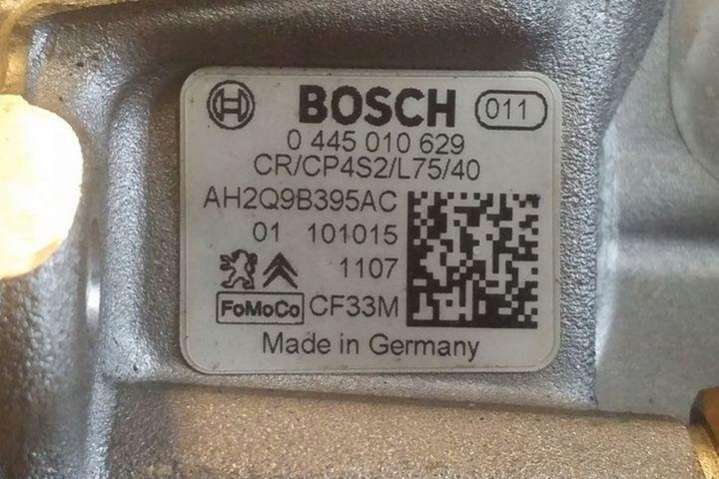 BOSCH 011
0 445 010 629
CR/CP4S2/L75/40
AH2Q9B395AC
01 101015
1107
FoMoCo CF33M
Made in Germany